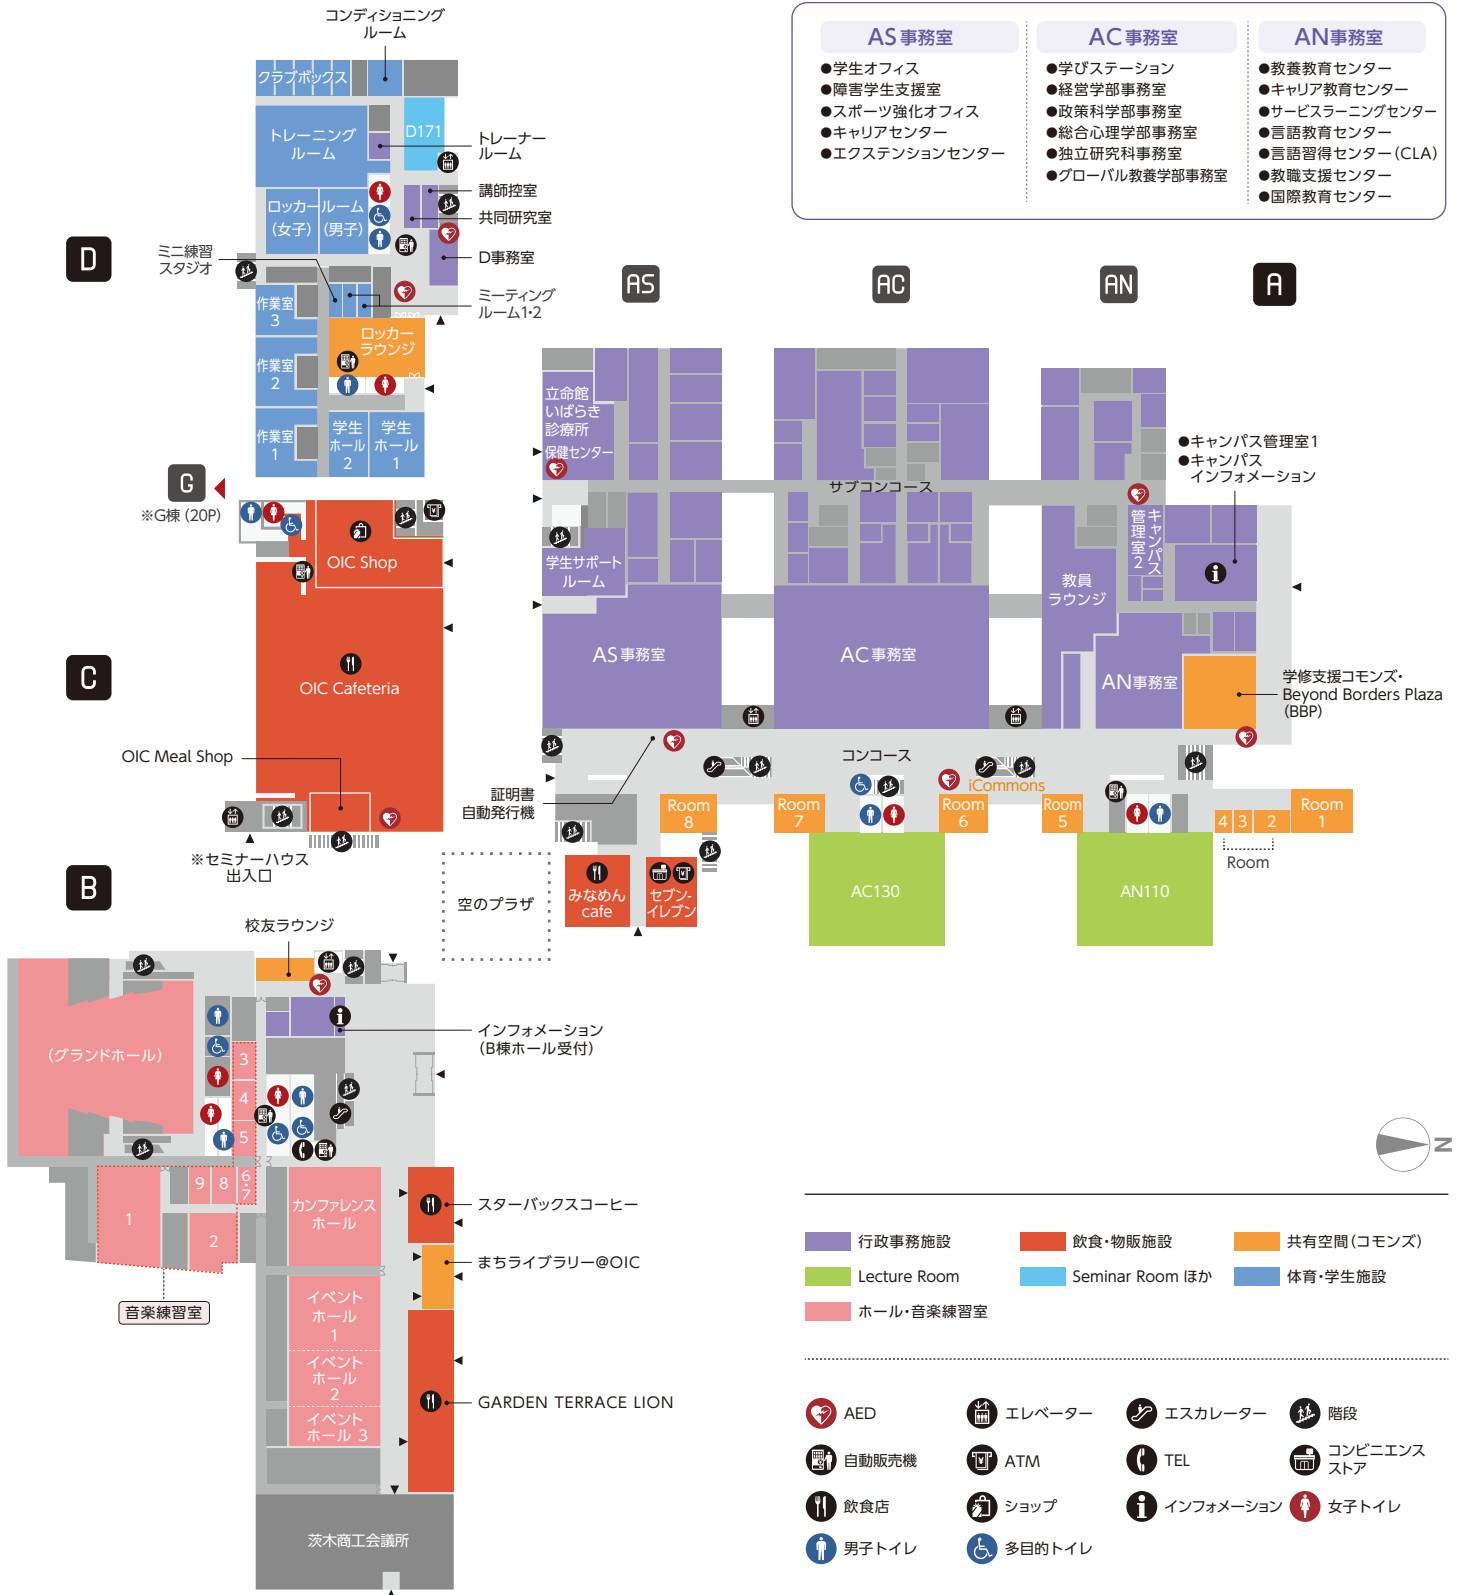 コンディショニング
ルーム
クラブボックス
トレーニング
ルーム
D171
トレーナー
ルーム
講師控室
共同研究室
ロッカールーム
(女子) (男子)
D
ミニ練習
スタジオ
D事務室
ミーティング
ルーム1・2
作業室
3
ロッカー
ラウンジ
作業室
2
作業室
1
学生
ホール
2
学生
ホール
1
G
※G棟 (20P)
OIC Shop
OIC Cafeteria
C
OIC Meal Shop
※セミナーハウス
出入口
B
AS事務室
●学生オフィス
●障害学生支援室
●スポーツ強化オフィス
●キャリアセンター
●エクステンションセンター
AC事務室
●学びステーション
●経営学部事務室
●政策科学部事務室
●総合心理学部事務室
●独立研究科事務室
●グローバル教養学部事務室
AN事務室
●教養教育センター
●キャリア教育センター
●サービスラーニングセンター
●言語教育センター
●言語習得センター(CLA)
●教職支援センター
●国際教育センター
AS
AC
AN
A
立命館
いばらき
診療所
保健センター
サブコンコース
●キャンパス管理室1
●キャンパス
インフォメーション
キャンパス
管理室2
学生サポート
ルーム
教員
ラウンジ
AS事務室
AC事務室
AN事務室
学修支援コモンズ・
Beyond Borders Plaza
(BBP)
コンコース
iCommons
証明書
自動発行機
Room
8
Room
7
Room
6
Room
5
4 3 2
Room
1
Room
みなめん
cafe
セブン-
イレブン
AC130
AN110
空のプラザ
校友ラウンジ
インフォメーション
(B棟ホール受付)
(グランドホール)
3
4
5
6・7
8
9
1
2
音楽練習室
カンファレンス
ホール
スターバックスコーヒー
まちライブラリー@OIC
イベント
ホール
1
イベント
ホール
2
イベント
ホール 3
GARDEN TERRACE LION
茨木商工会議所
N
行政事務施設
飲食・物販施設
共有空間(コモンズ)
Lecture Room
Seminar Room ほか
体育・学生施設
ホール・音楽練習室
AED
エレベーター
エスカレーター
階段
自動販売機
ATM
TEL
コンビニエンス
ストア
飲食店
ショップ
インフォメーション
女子トイレ
男子トイレ
多目的トイレ